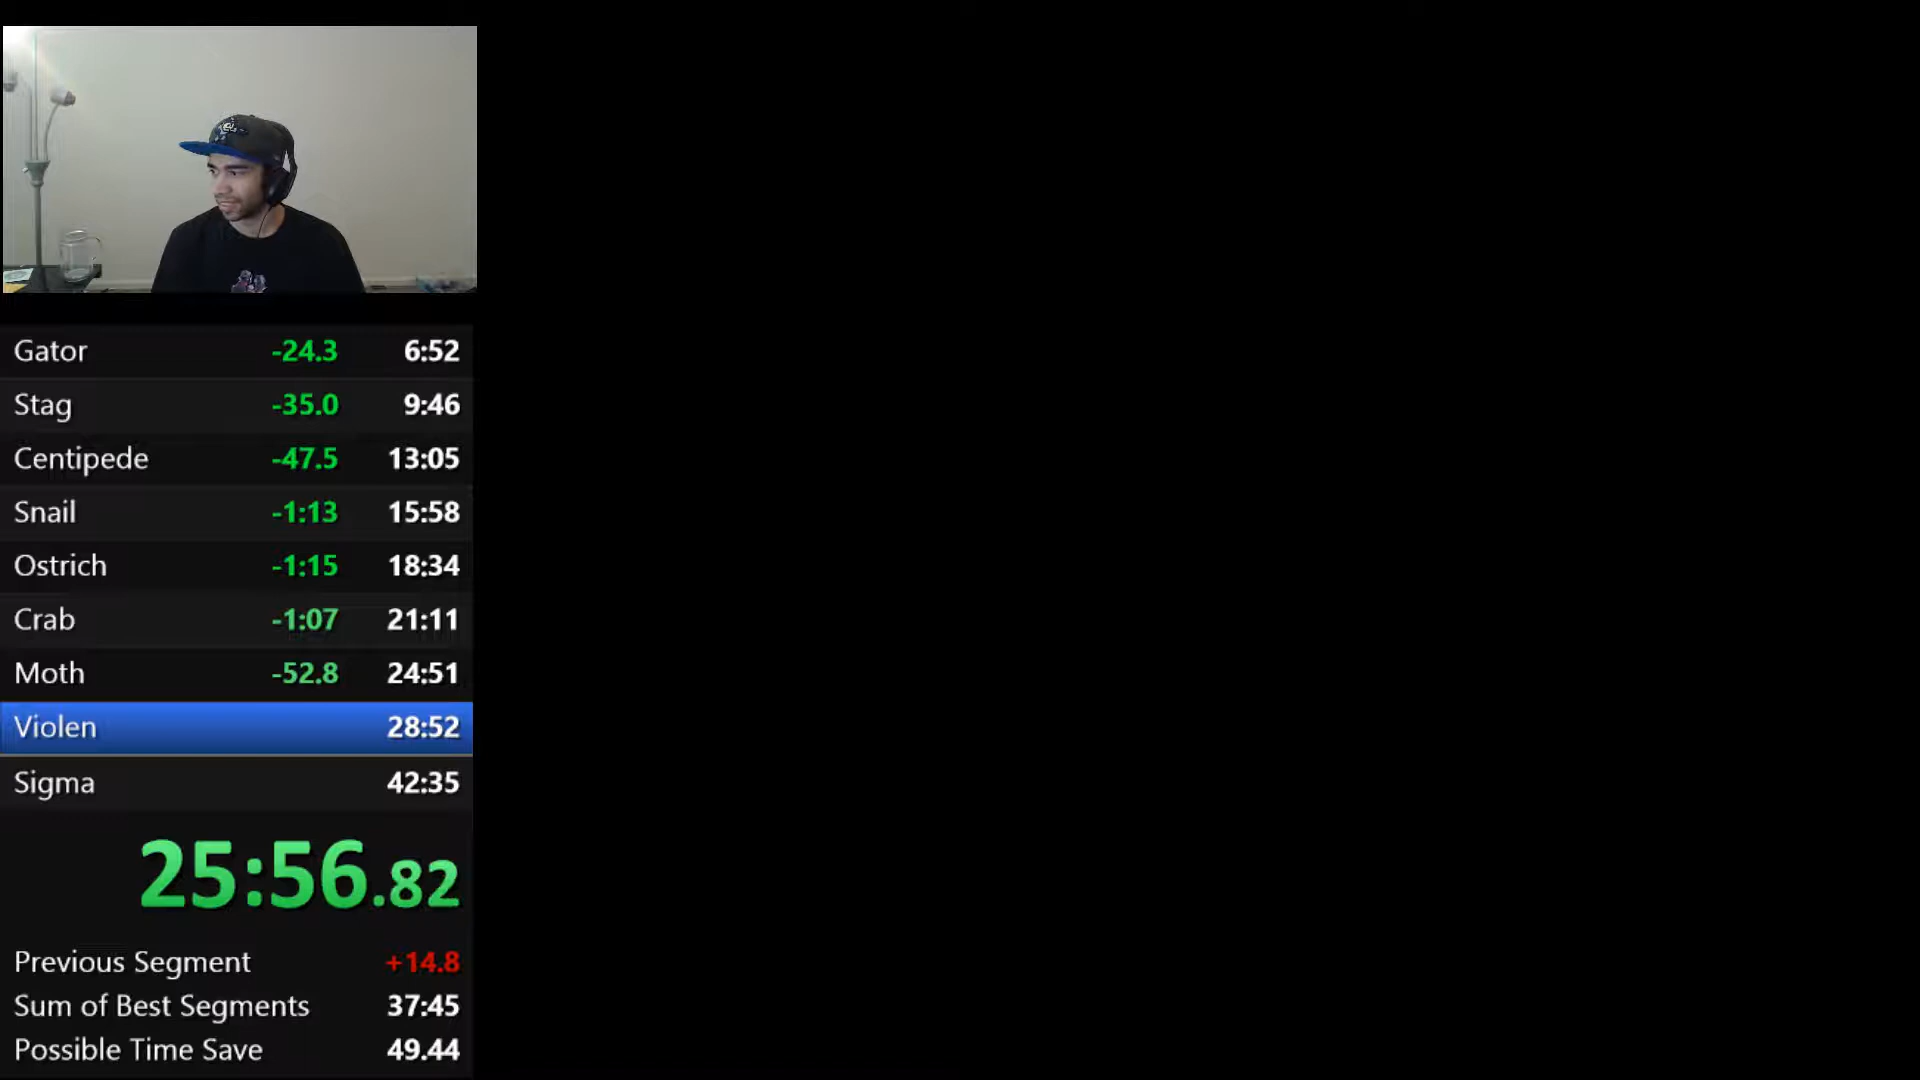 Gator -24.3 6:52
Stag -35.0 9:46
Centipede -47.5 13:05
Snail -1:13 15:58
Ostrich -1:15 18:34
Crab -1:07 21:11
Moth -52.8 24:51
Violen 28:52
Sigma 42:35
25:56.82
Previous Segment +14.8
Sum of Best Segments 37:45
Possible Time Save 49.44